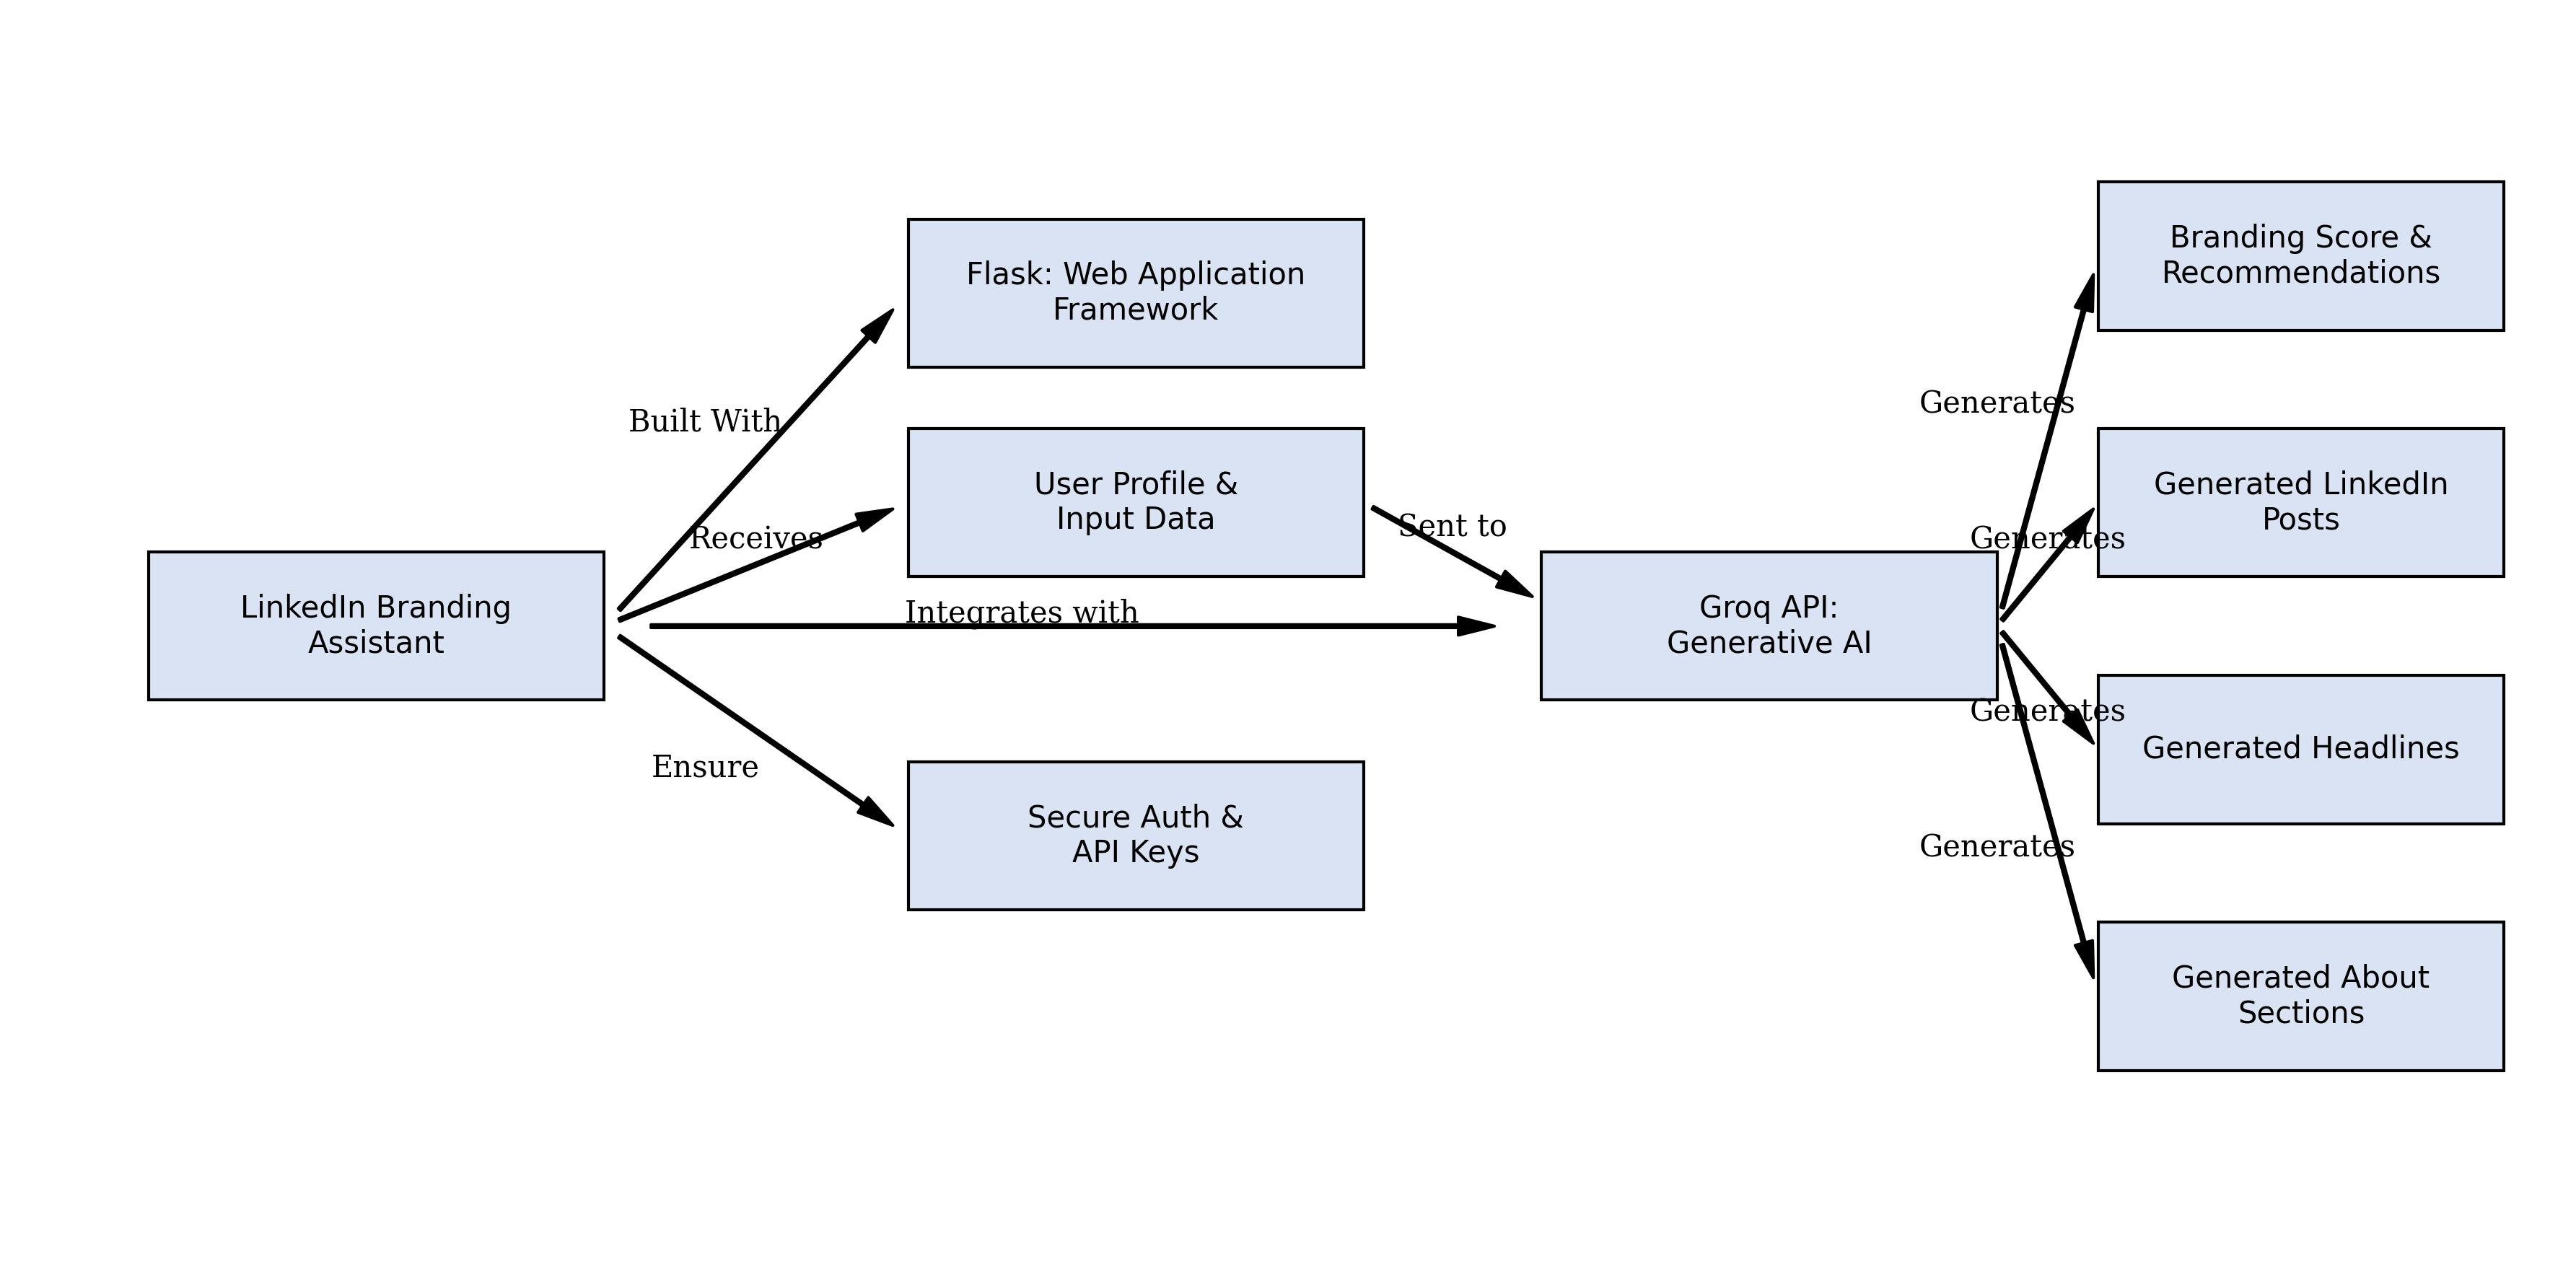 LinkedIn Branding
Assistant
Built With
Receives
Integrates with
Ensure
Flask: Web Application
Framework
User Profile &
Input Data
Secure Auth &
API Keys
Sent to
Groq API:
Generative AI
Generates
Generates
Generates
Generates
Branding Score &
Recommendations
Generated LinkedIn
Posts
Generated Headlines
Generated About
Sections